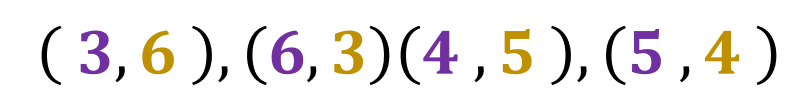 ( 3,6 ),(6,3)(4 ,5 ),(5 ,4 )